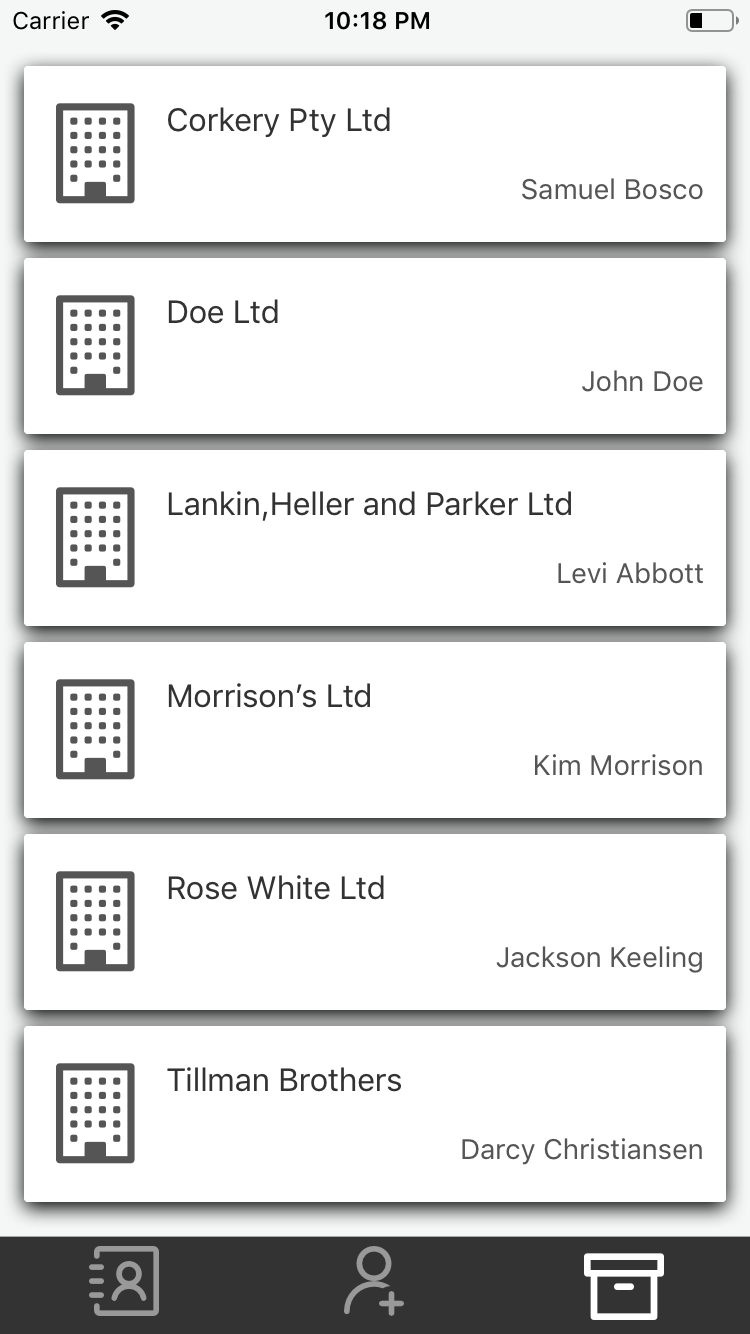 Carrier 10:18 PM
Corkery Pty Ltd
Samuel Bosco
Doe Ltd
John Doe
Lankin,Heller and Parker Ltd
Levi Abbott
Morrison’s Ltd
Kim Morrison
Rose White Ltd
Jackson Keeling
Tillman Brothers
Darcy Christiansen